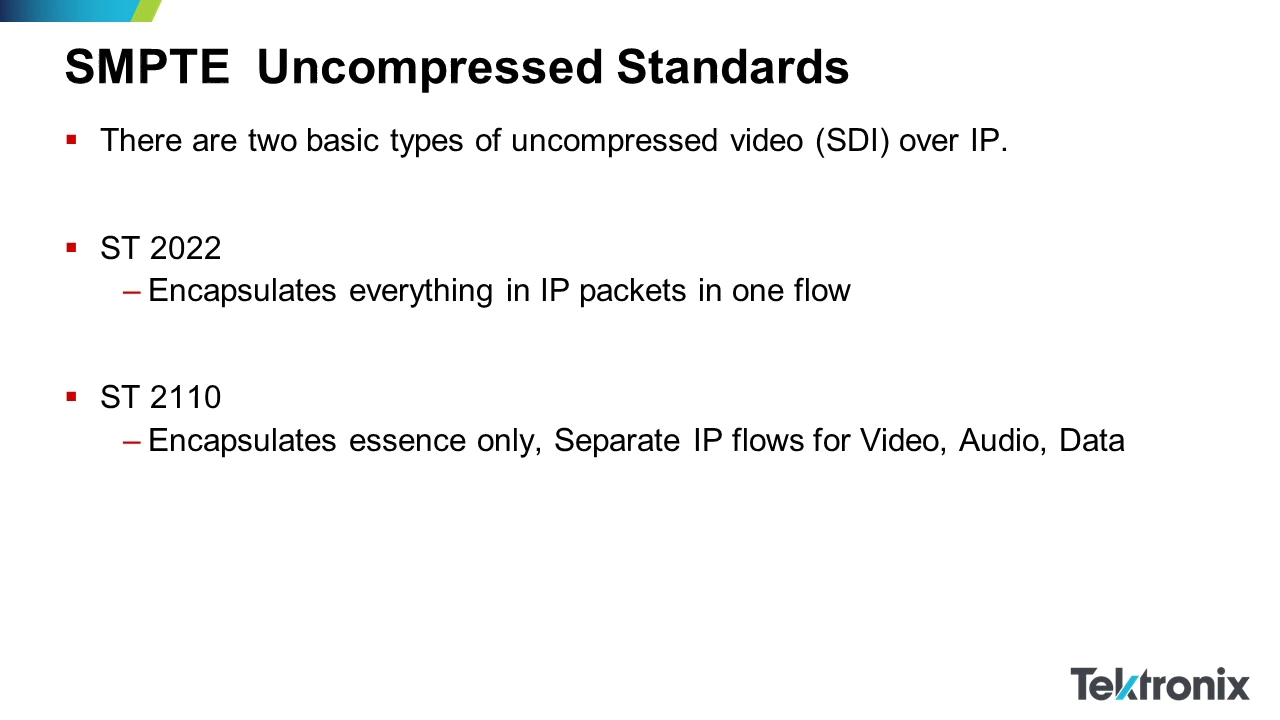 SMPTE Uncompressed Standards
▪ There are two basic types of uncompressed video (SDI) over IP.
▪ ST 2022
– Encapsulates everything in IP packets in one flow
▪ ST 2110
– Encapsulates essence only, Separate IP flows for Video, Audio, Data
Tektronix